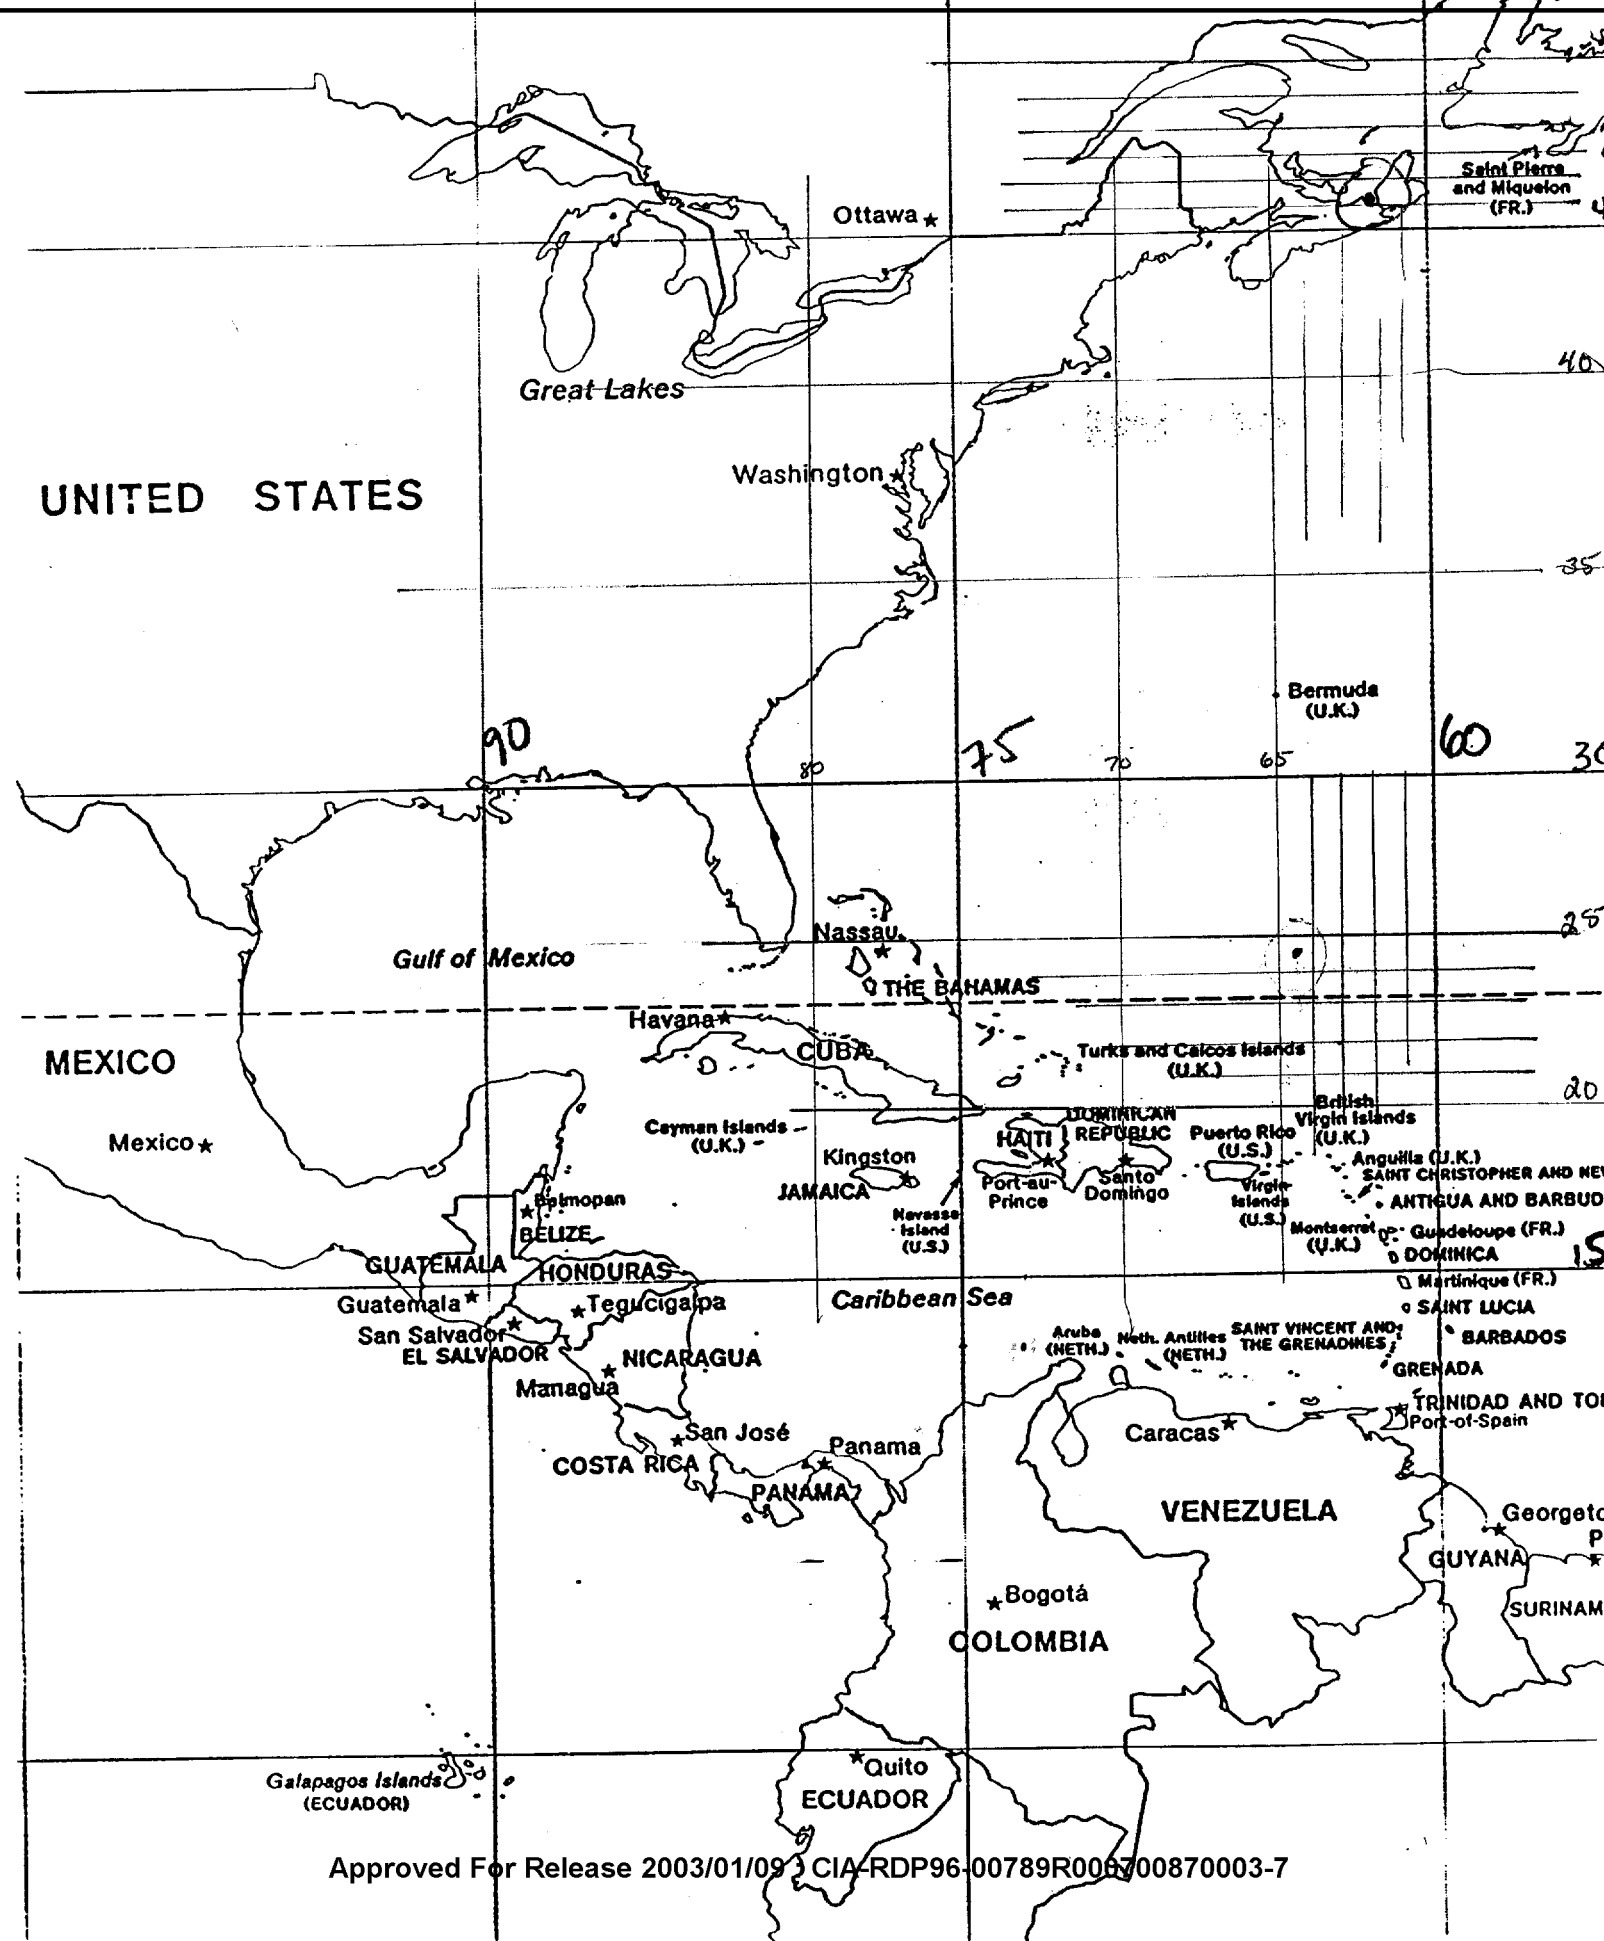 Saint Pierre
and Miquelon
(FR.)
Ottawa
40
Great Lakes
Washington
UNITED STATES
35
Bermuda
(U.K.)
90
75
60
80
70
65
30
25
Nassau
Gulf of Mexico
THE BAHAMAS
Havana
CUBA
MEXICO
Turks and Caicos Islands
(U.K.)
20
British
Virgin Islands
(U.K.)
DOMINICAN
REPUBLIC
Cayman Islands
(U.K.)
HAITI
Puerto Rico
(U.S.)
Mexico
Kingston
Anguilla (U.K.)
SAINT CHRISTOPHER AND NEV
JAMAICA
Port-au-
Prince
Santo
Domingo
Virgin
Islands
(U.S.)
Belmopan
ANTIGUA AND BARBUD
Navassa
Island
(U.S.)
BELIZE
Montserrat
(U.K.)
Guadeloupe (FR.)
DOMINICA
15
GUATEMALA
HONDURAS
Martinique (FR.)
Guatemala
Tegucigalpa
Caribbean Sea
SAINT LUCIA
San Salvador
EL SALVADOR
Aruba
(NETH.)
Neth. Antilles
(NETH.)
SAINT VINCENT AND
THE GRENADINES
BARBADOS
NICARAGUA
GRENADA
Managua
TRINIDAD AND TO
Port-of-Spain
San José
Caracas
Panama
COSTA RICA
PANAMA
VENEZUELA
Georgeto
P
GUYANA
Bogotá
SURINAM
COLOMBIA
Quito
Galapagos Islands
(ECUADOR)
ECUADOR
Approved For Release 2003/01/09 : CIA-RDP96-00789R000700870003-7